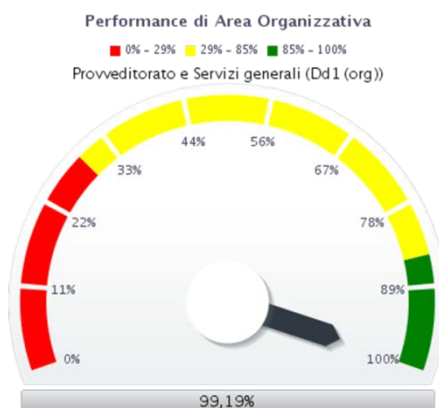 Performance di Area Organizzativa
0% - 29% 29% - 85% 85% - 100%
Provveditorato e Servizi generali (Dd1 (org))
44% 56%
33% 67%
22% 78%
11% 89%
0% 100%
99,19%